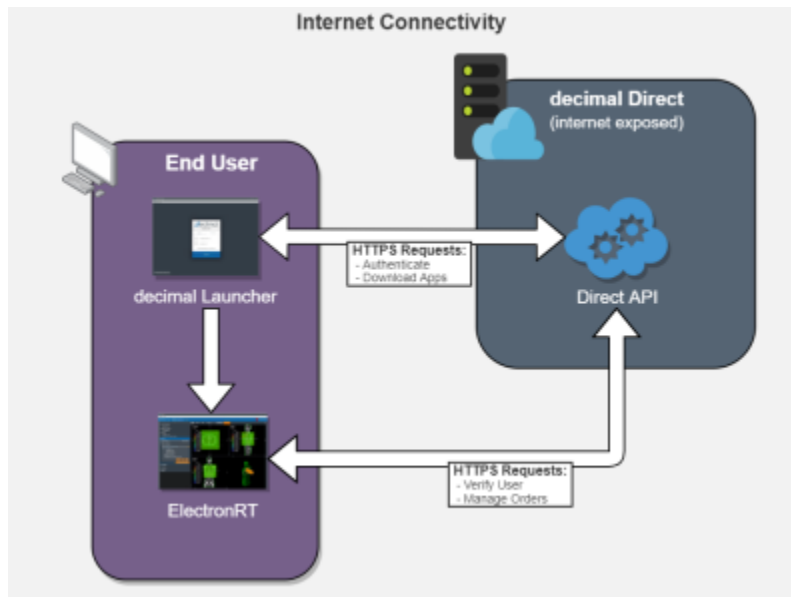 Internet Connectivity
decimal Direct
(internet exposed)
End User
HTTPS Requests:
- Authenticate
- Download Apps
decimal Launcher
Direct API
HTTPS Requests:
- Verify User
- Manage Orders
ElectronRT